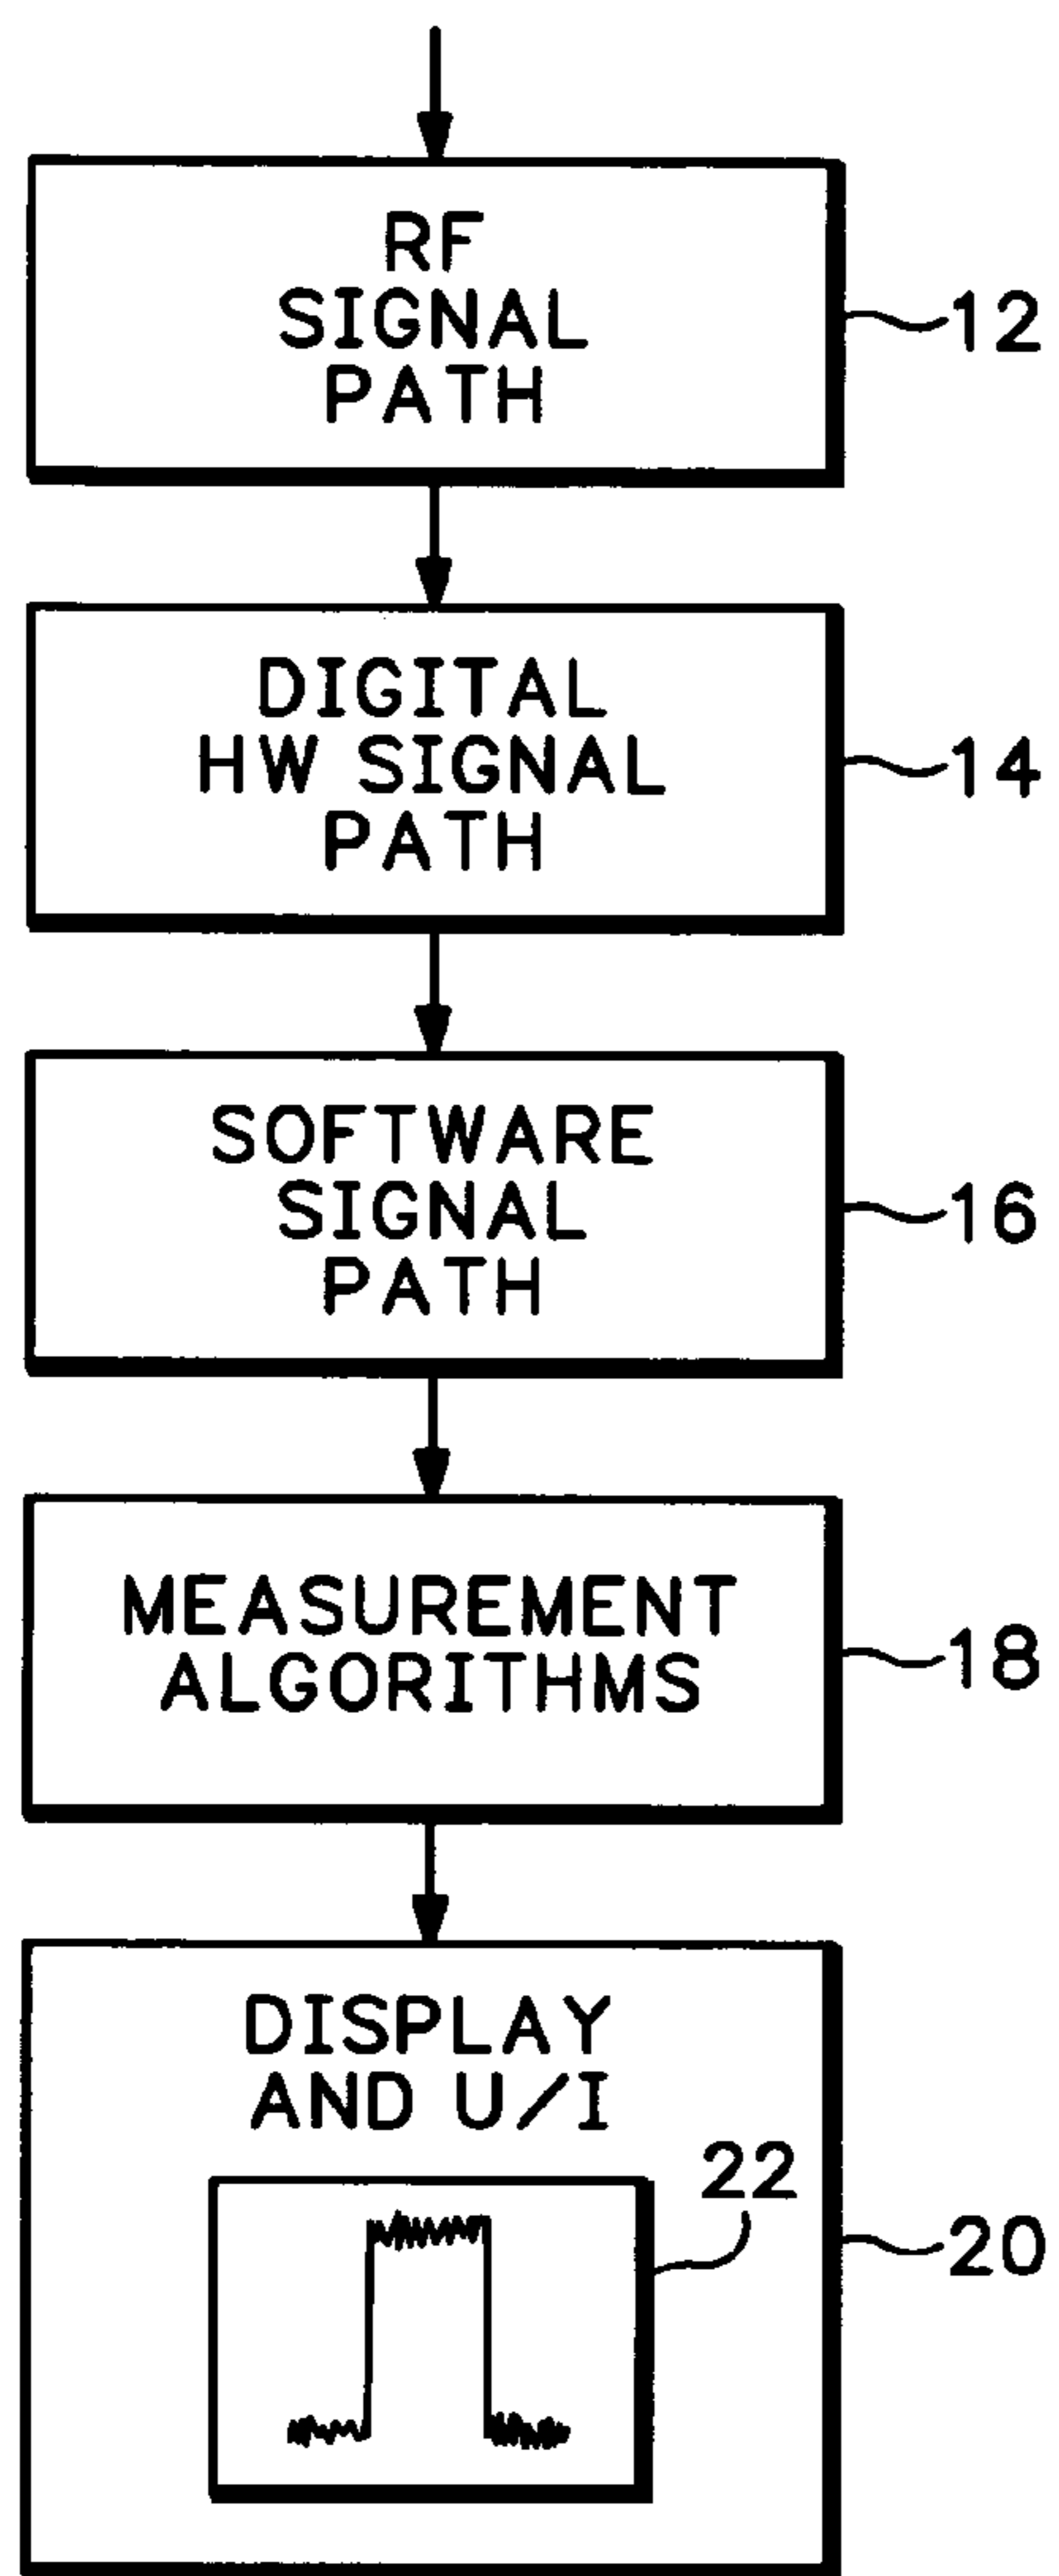 RF
SIGNAL
PATH
12
DIGITAL
HW SIGNAL
PATH
14
SOFTWARE
SIGNAL
PATH
16
MEASUREMENT
ALGORITHMS
18
DISPLAY
AND U/I
22
20